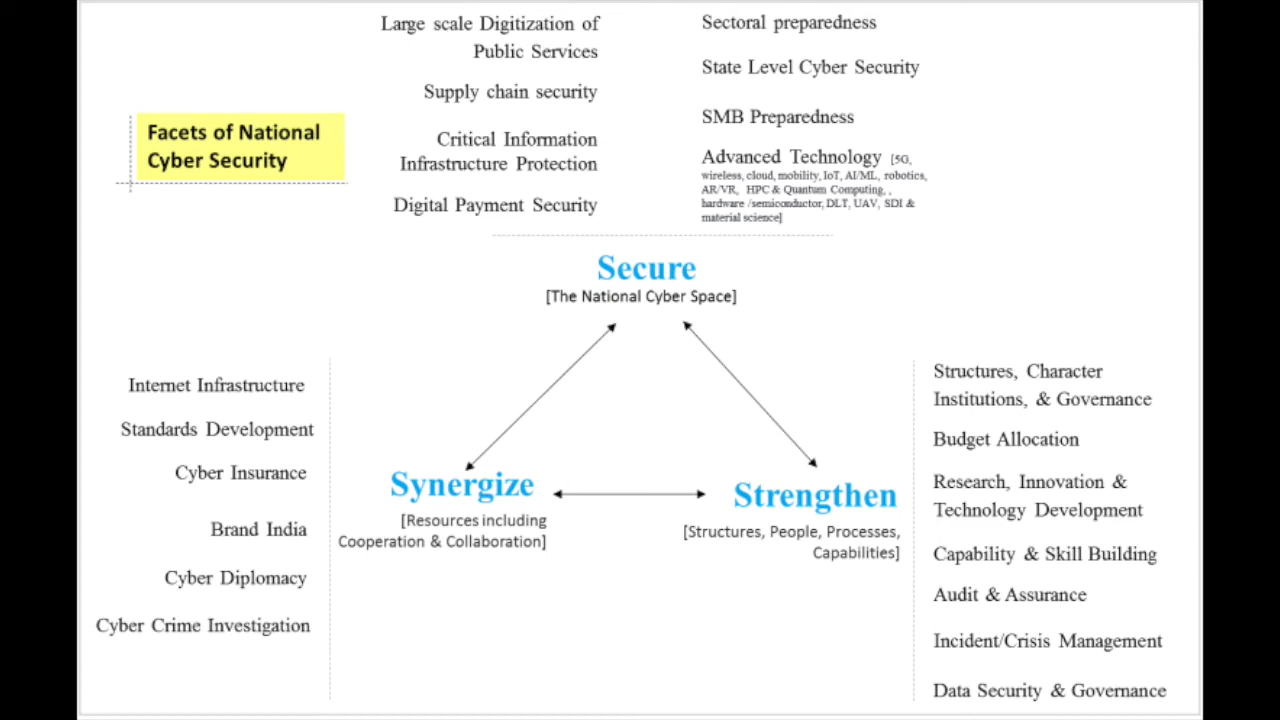 Large scale Digitization of
Public Services
Supply chain security
Critical Information
Infrastructure Protection
Digital Payment Security
Sectoral preparedness
State Level Cyber Security
SMB Preparedness
Advanced Technology [5G,
wireless, cloud, mobility, IoT, AI/ML, robotics,
AR/VR, HPC & Quantum Computing, ,
hardware /semiconductor, DLT, UAV, SDI &
material science]
Facets of National
Cyber Security
Secure
[The National Cyber Space]
Internet Infrastructure
Standards Development
Cyber Insurance
Brand India
Cyber Diplomacy
Cyber Crime Investigation
Synergize
[Resources including
Cooperation & Collaboration]
Strengthen
[Structures, People, Processes,
Capabilities]
Structures, Character
Institutions, & Governance
Budget Allocation
Research, Innovation &
Technology Development
Capability & Skill Building
Audit & Assurance
Incident/Crisis Management
Data Security & Governance